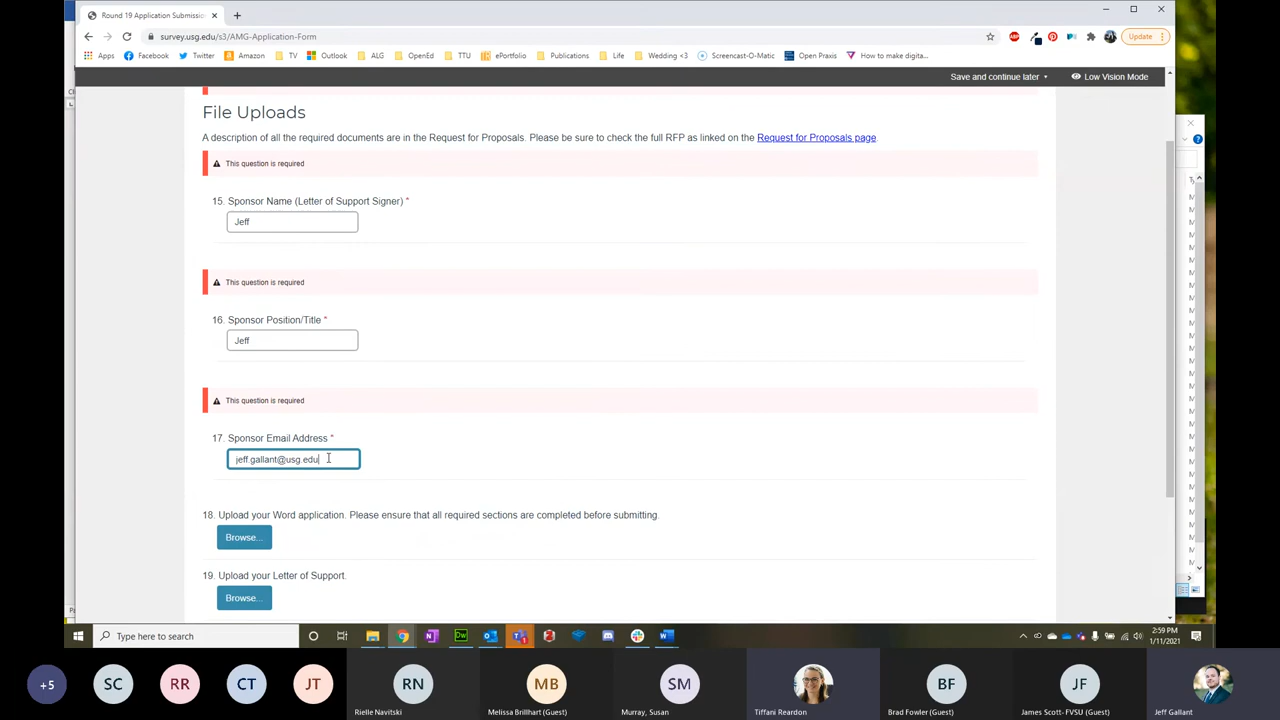 Round 19 Application Submissio
survey.usg.edu/s3/AMG-Application-Form
Update
Apps Facebook Twitter Amazon TV Outlook ALG OpenEd TTU ePortfolio Publications Life Wedding <3 Screencast-O-Matic Open Praxis How to make digita...
Save and continue later Low Vision Mode
File Uploads
A description of all the required documents are in the Request for Proposals. Please be sure to check the full RFP as linked on the Request for Proposals page
This question is required
15. Sponsor Name (Letter of Support Signer) *
Jeff
This question is required
16. Sponsor Position/Title *
Jeff
This question is required
17. Sponsor Email Address *
jeff.gallant@usg.edu
18. Upload your Word application. Please ensure that all required sections are completed before submitting.
Browse...
19. Upload your Letter of Support.
Browse...
Type here to search
2:59 PM
1/11/2021
+5 SC RR CT JT RN MB SM BF JF
Rielle Navitski Melissa Brillhart (Guest) Murray, Susan Tiffani Reardon Brad Fowler (Guest) James Scott- FVSU (Guest) Jeff Gallant